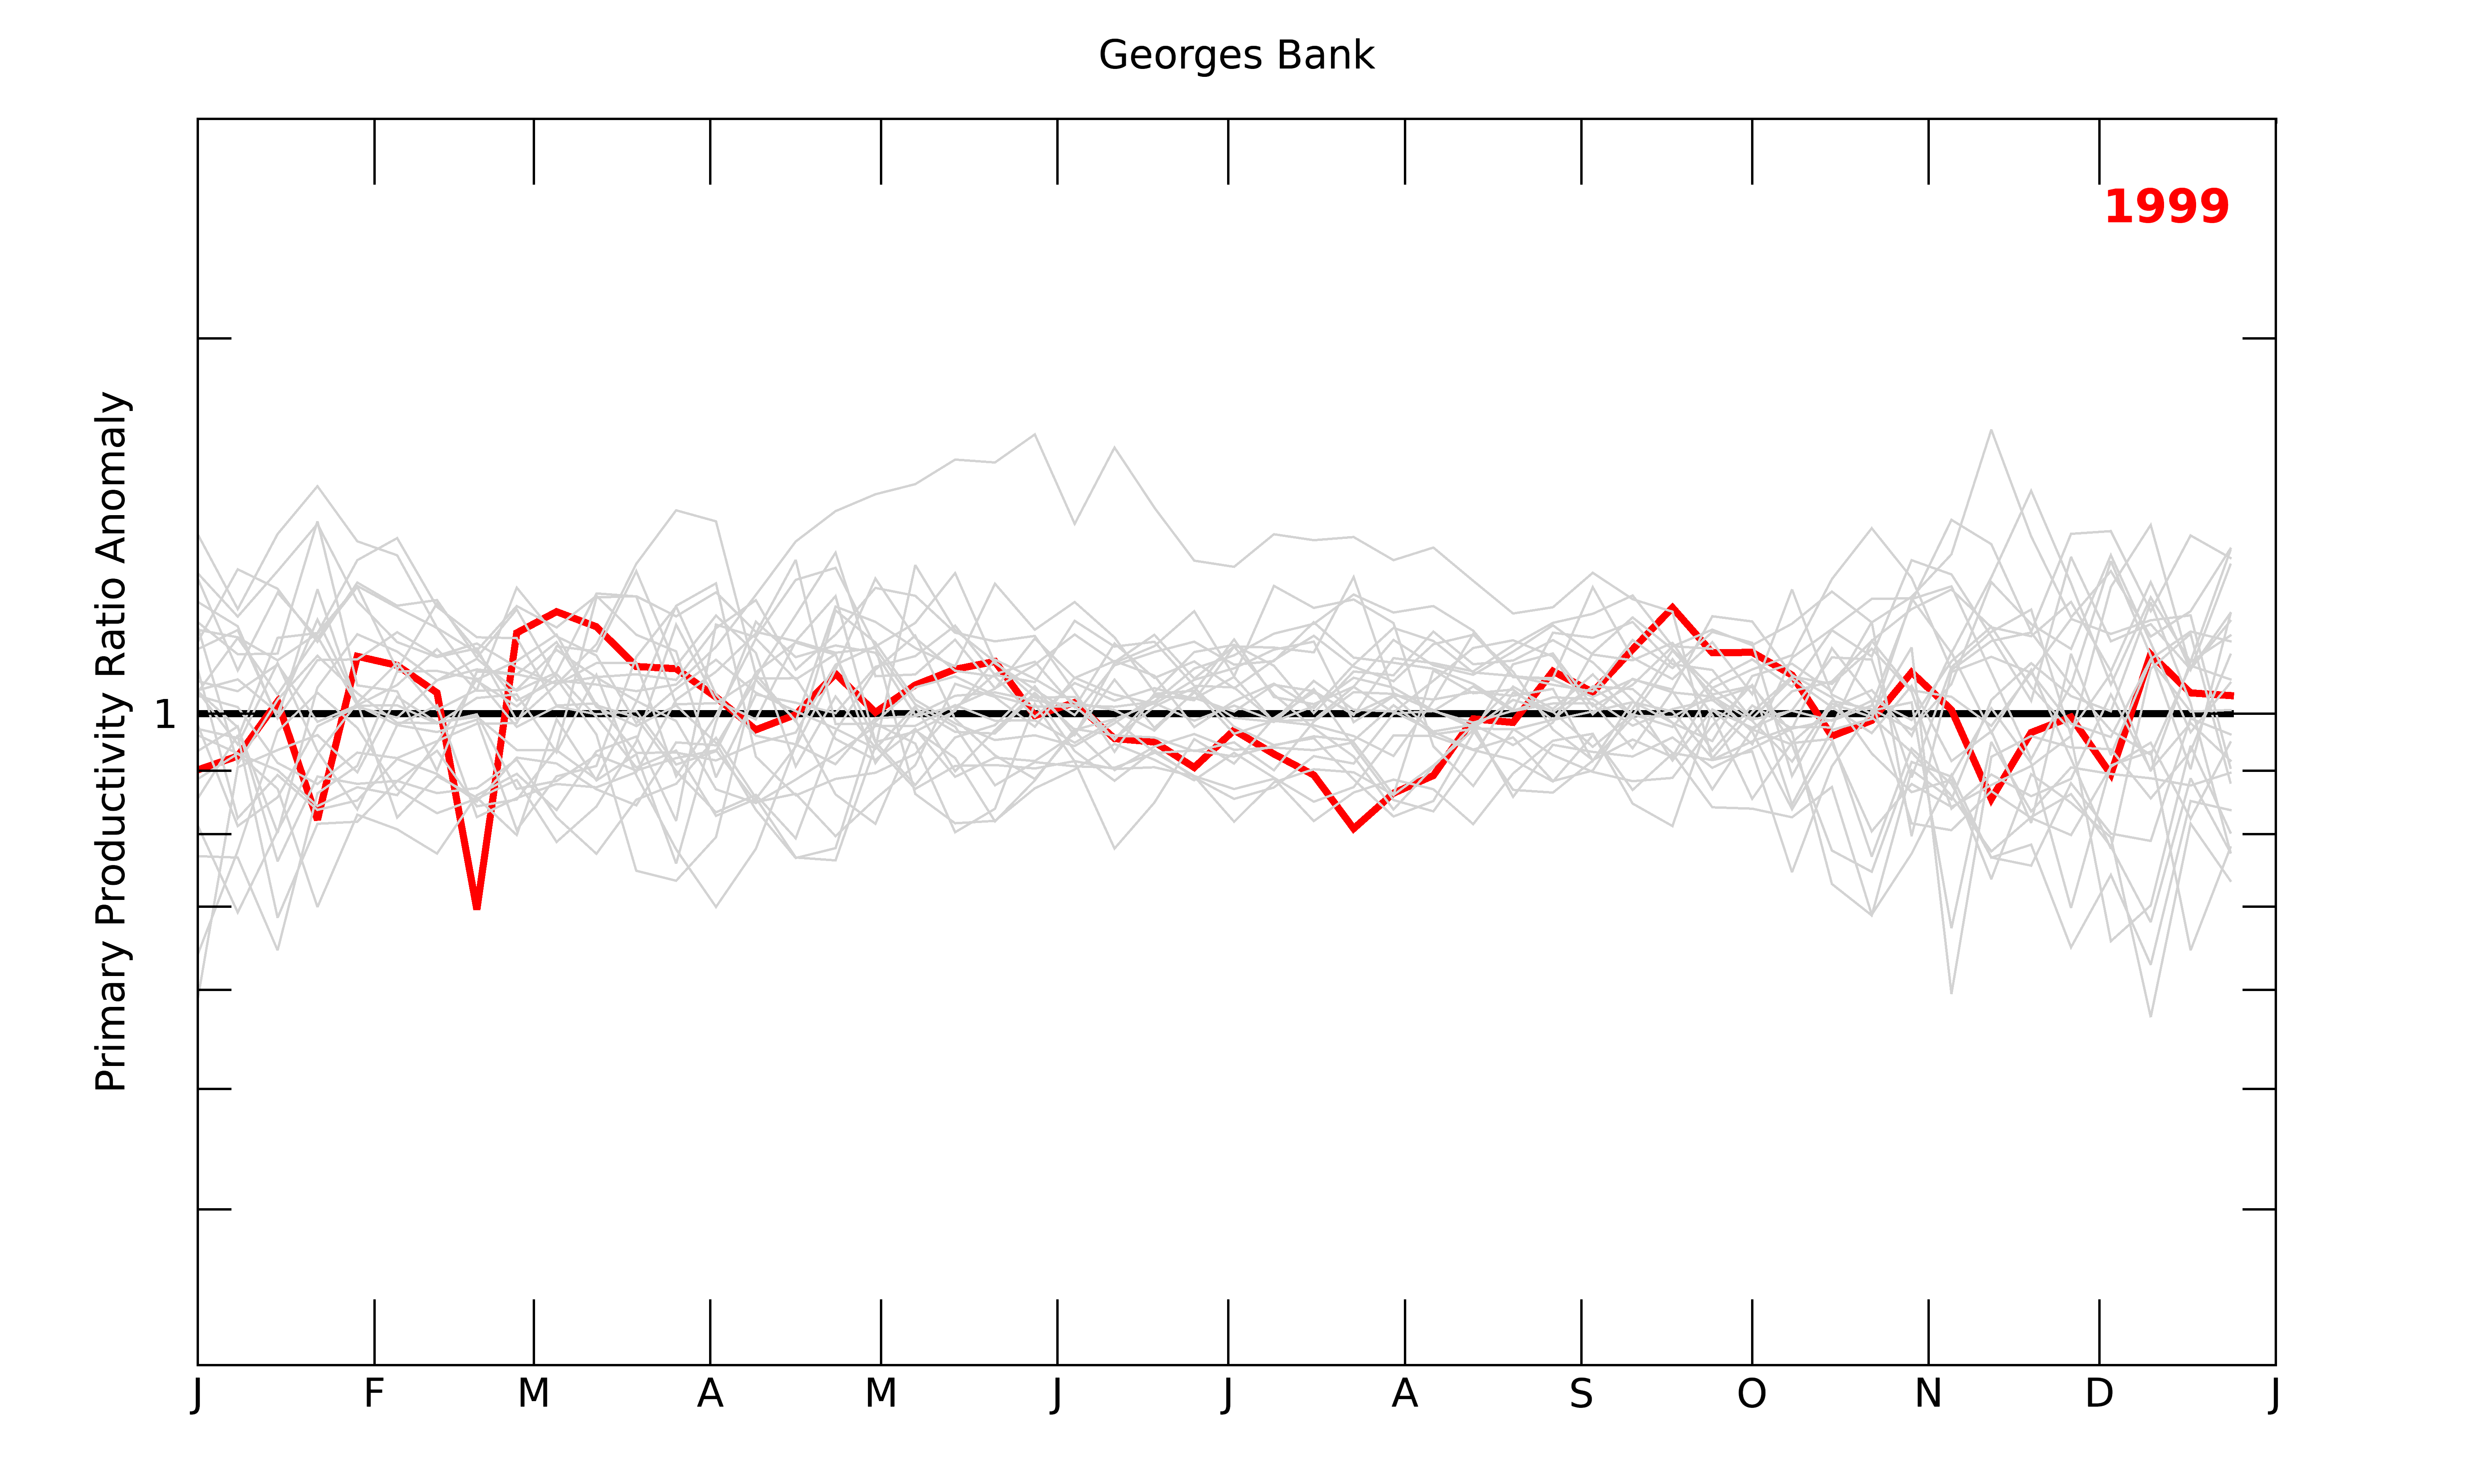 Georges Bank
1999
Primary Productivity Ratio Anomaly
1
J F M A M J J A S O N D J